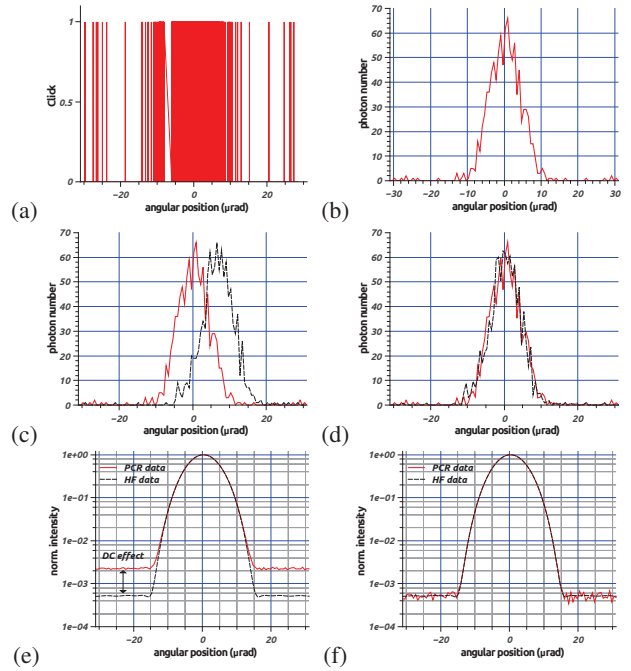 1
0.5
0
Click
−20
0
20
angular position (μrad)
(a)
70
60
50
40
30
20
10
0
photon number
−30
−20
−10
0
10
20
30
angular position (μrad)
(b)
70
60
50
40
30
20
10
0
photon number
−20
0
20
angular position (μrad)
(c)
70
60
50
40
30
20
10
0
photon number
−20
0
20
angular position (μrad)
(d)
1e+00
1e−01
1e−02
1e−03
1e−04
norm. intensity
PCR data
HF data
DC effect
−20
0
20
angular position (μrad)
(e)
1e+00
1e−01
1e−02
1e−03
1e−04
norm. intensity
PCR data
HF data
−20
0
20
angular position (μrad)
(f)